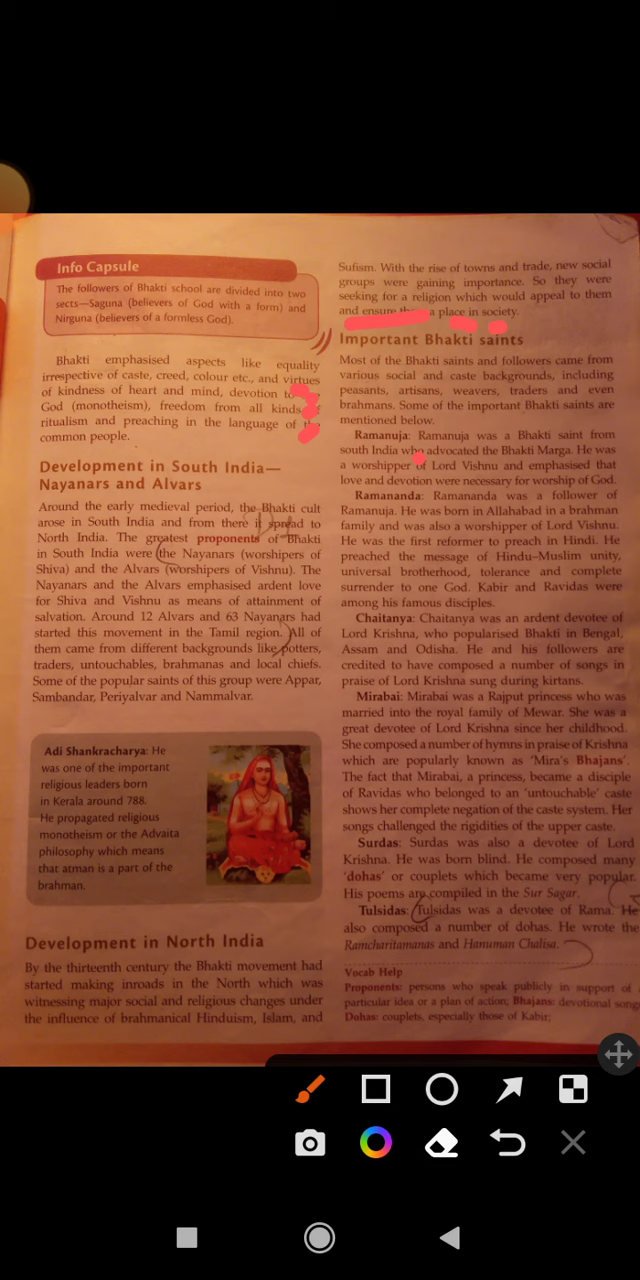 Info Capsule
The followers of Bhakti school are divided into two
sects—Saguna (believers of God with a form) and
Nirguna (believers of a formless God).
Bhakti emphasised aspects like equality
irrespective of caste, creed, colour etc., and virtues
of kindness of heart and mind, devotion
God (monotheism), freedom from all kinds
ritualism and preaching in the language of
common people.
Development in South India—
Nayanars and Alvars
Around the early medieval period, the Bhakti cult
arose in South India and from there it spread to
North India. The greatest proponents of Bhakti
in South India were the Nayanars (worshipers of
Shiva) and the Alvars (worshipers of Vishnu). The
Nayanars and the Alvars emphasised ardent love
for Shiva and Vishnu as means of attainment of
salvation. Around 12 Alvars and 63 Nayanars had
started this movement in the Tamil region. All of
them came from different backgrounds like potters,
traders, untouchables, brahmanas and local chiefs.
Some of the popular saints of this group were Appar,
Sambandar, Periyalvar and Nammalvar.
Adi Shankracharya: He
was one of the important
religious leaders born
in Kerala around 788.
He propagated religious
monotheism or the Advaita
philosophy which means
that atman is a part of the
brahman.
Development in North India
By the thirteenth century the Bhakti movement had
started making inroads in the North which was
witnessing major social and religious changes under
the influence of brahmanical Hinduism, Islam, and
Sufism. With the rise of towns and trade, new social
groups were gaining importance. So they were
seeking for a religion which would appeal to them
and ensure a place in society.
Important Bhakti saints
Most of the Bhakti saints and followers came from
various social and caste backgrounds, including
peasants, artisans, weavers, traders and even
brahmans. Some of the important Bhakti saints are
mentioned below.
Ramanuja: Ramanuja was a Bhakti saint from
south India who advocated the Bhakti Marga. He was
a worshipper of Lord Vishnu and emphasised that
love and devotion were necessary for worship of God.
Ramananda: Ramananda was a follower of
Ramanuja. He was born in Allahabad in a brahman
family and was also a worshipper of Lord Vishnu.
He was the first reformer to preach in Hindi. He
preached the message of Hindu–Muslim unity,
universal brotherhood, tolerance and complete
surrender to one God. Kabir and Ravidas were
among his famous disciples.
Chaitanya: Chaitanya was an ardent devotee of
Lord Krishna, who popularised Bhakti in Bengal,
Assam and Odisha. He and his followers are
credited to have composed a number of songs in
praise of Lord Krishna sung during kirtans.
Mirabai: Mirabai was a Rajput princess who was
married into the royal family of Mewar. She was a
great devotee of Lord Krishna since her childhood.
She composed a number of hymns in praise of Krishna
which are popularly known as 'Mira's Bhajans'.
The fact that Mirabai, a princess, became a disciple
of Ravidas who belonged to an 'untouchable' caste
shows her complete negation of the caste system. Her
songs challenged the rigidities of the upper caste.
Surdas: Surdas was also a devotee of Lord
Krishna. He was born blind. He composed many
'dohas' or couplets which became very popular.
His poems are compiled in the Sur Sagar.
Tulsidas: Tulsidas was a devotee of Rama. He
also composed a number of dohas. He wrote the
Ramcharitamanas and Hanuman Chalisa.
Vocab Help
Proponents: persons who speak publicly in support of
particular idea or a plan of action, Bhajans: devotional song
Dohas: couplets, especially those of Kabir;